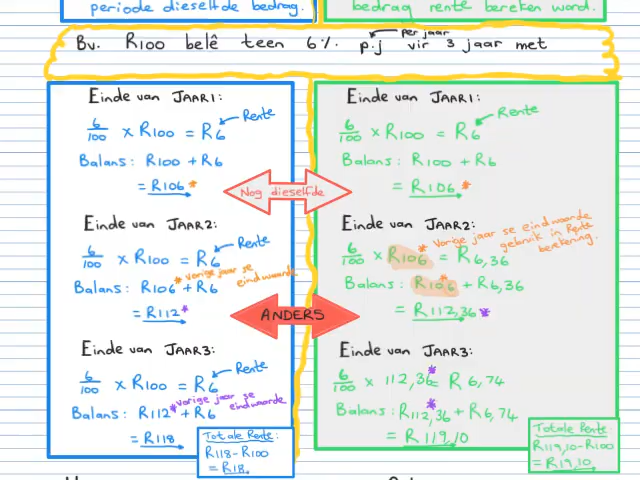 periode dieselfde bedrag.
bedrag rente bereken word.
Bv. R100 belê teen 6% p.j vir 3 jaar met
per jaar
Einde van JAAR1:
6/100 × R100 = R6
Rente
Balans: R100 + R6
= R106 *
Einde van JAAR2:
6/100 × R100 = R6
Rente
* vorige jaar se eindwaarde
Balans: R106* + R6
= R112*
Einde van JAAR3:
6/100 × R100 = R6
Rente
vorige jaar se eindwaarde
Balans: R112* + R6
= R118
Totale Rente:
R118 - R100
= R18.
Nog dieselfde
ANDERS
Einde van JAAR1:
6/100 × R100 = R6
Rente
Balans: R100 + R6
= R106 *
Einde van JAAR2:
* Vorige jaar se eindwaarde
gebruik in Rente
berekening.
6/100 × R106 = R6,36
Balans: R106* + R6,36
= R112,36*
Einde van JAAR3:
6/100 × 112,36* = R6,74
Balans: R112,36* + R6,74
= R119,10
Totale Rente:
R119,10 - R100
= R19,10.